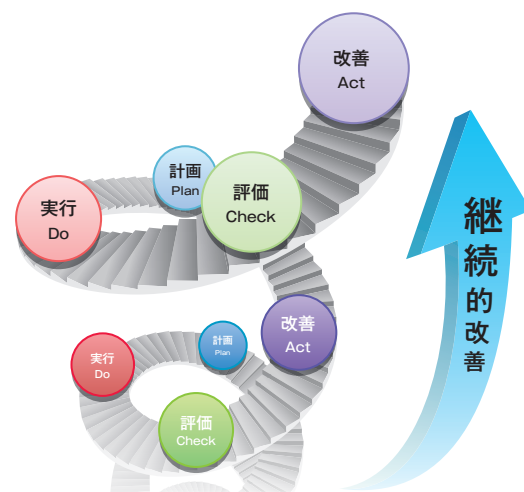 改善
Act
計画
Plan
評価
Check
実行
Do
改善
Act
計画
Plan
実行
Do
評価
Check
継続的改善